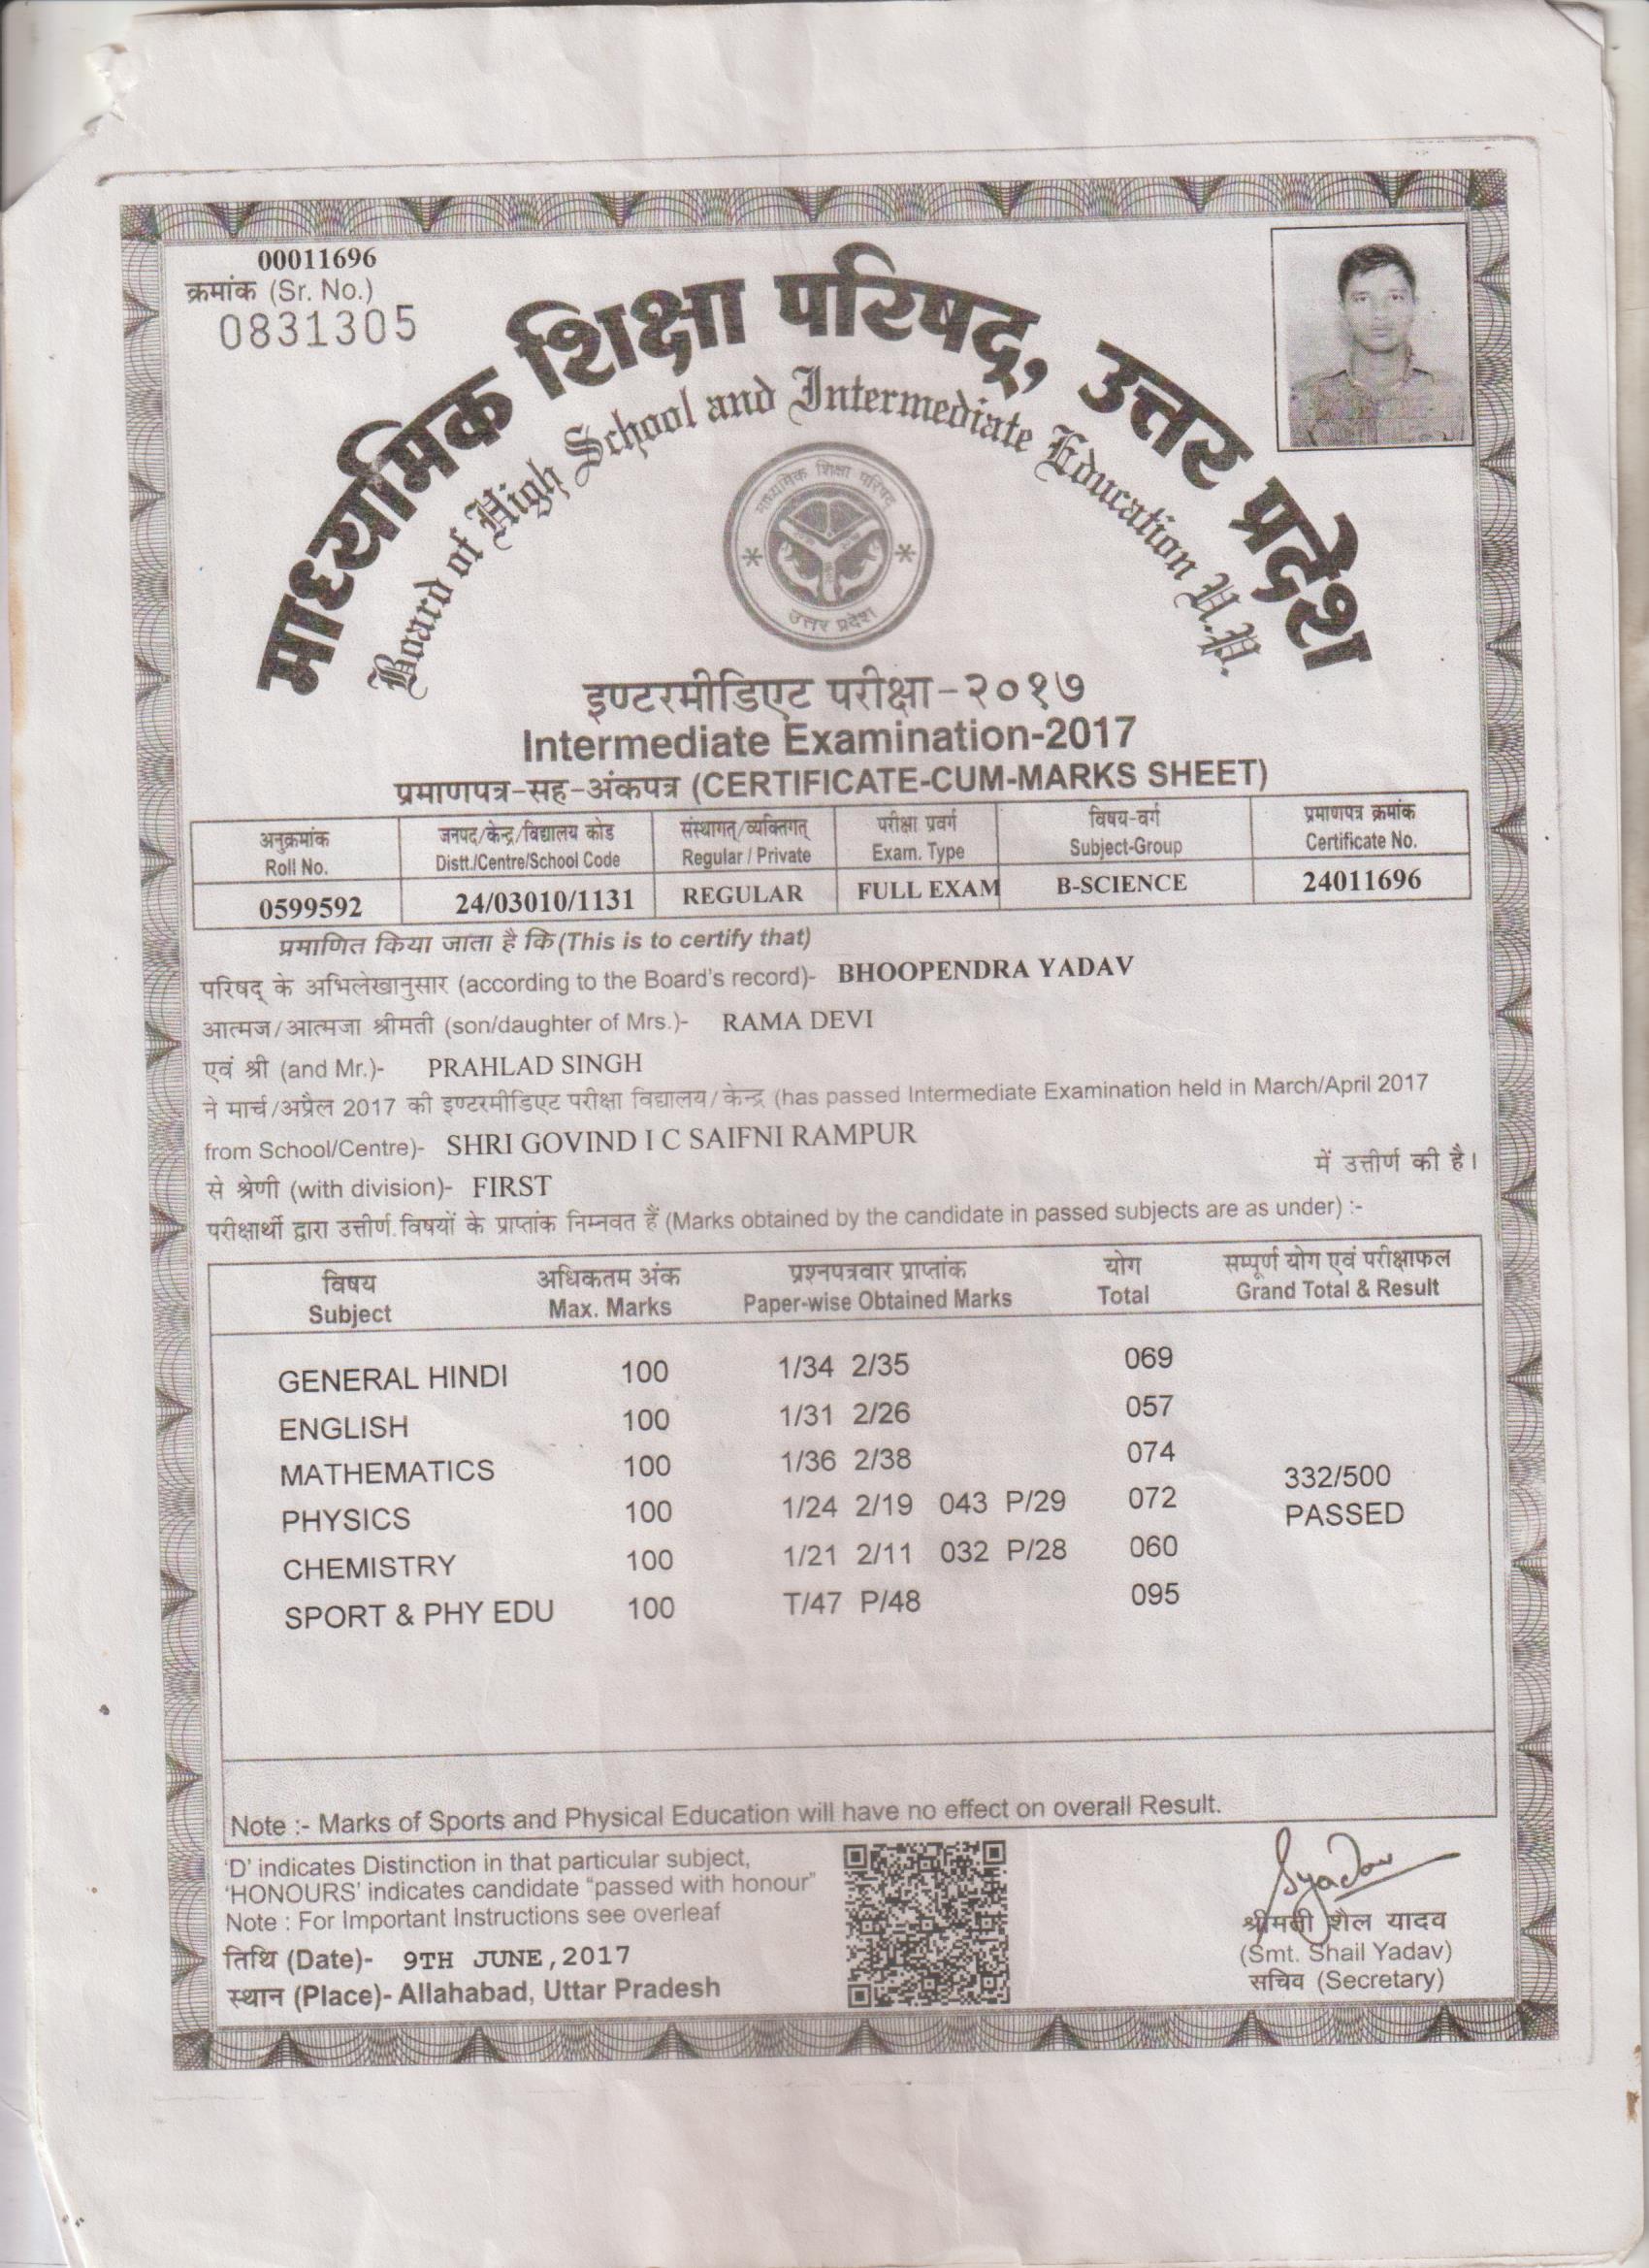 00011696
क्रमांक (Sr. No.)
0831305
माध्यमिक शिक्षा परिषद्, उत्तर प्रदेश
Board of High School and Intermediate Education U.P.
माध्यमिक शिक्षा परिषद
उत्तर प्रदेश
इण्टरमीडिएट परीक्षा-२०१७
Intermediate Examination-2017
प्रमाणपत्र-सह-अंकपत्र (CERTIFICATE-CUM-MARKS SHEET)
अनुक्रमांक जनपद/केन्द्र/विद्यालय कोड संस्थागत्/व्यक्तिगत् परीक्षा प्रवर्ग विषय-वर्ग प्रमाणपत्र क्रमांक
Roll No. Distt./Centre/School Code Regular / Private Exam. Type Subject-Group Certificate No.
0599592 24/03010/1131 REGULAR FULL EXAM B-SCIENCE 24011696
प्रमाणित किया जाता है कि (This is to certify that)
परिषद् के अभिलेखानुसार (according to the Board's record)- BHOOPENDRA YADAV
आत्मज/आत्मजा श्रीमती (son/daughter of Mrs.)- RAMA DEVI
एवं श्री (and Mr.)- PRAHLAD SINGH
ने मार्च/अप्रैल 2017 की इण्टरमीडिएट परीक्षा विद्यालय/केन्द्र (has passed Intermediate Examination held in March/April 2017
from School/Centre)- SHRI GOVIND I C SAIFNI RAMPUR
में उत्तीर्ण की है।
से श्रेणी (with division)- FIRST
परीक्षार्थी द्वारा उत्तीर्ण विषयों के प्राप्तांक निम्नवत हैं (Marks obtained by the candidate in passed subjects are as under) :-
विषय अधिकतम अंक प्रश्नपत्रवार प्राप्तांक योग सम्पूर्ण योग एवं परीक्षाफल
Subject Max. Marks Paper-wise Obtained Marks Total Grand Total & Result
GENERAL HINDI 100 1/34 2/35 069
ENGLISH 100 1/31 2/26 057
MATHEMATICS 100 1/36 2/38 074
332/500
PHYSICS 100 1/24 2/19 043 P/29 072
PASSED
CHEMISTRY 100 1/21 2/11 032 P/28 060
SPORT & PHY EDU 100 T/47 P/48 095
Note :- Marks of Sports and Physical Education will have no effect on overall Result.
'D' indicates Distinction in that particular subject,
'HONOURS' indicates candidate "passed with honour"
Note : For Important Instructions see overleaf
तिथि (Date)- 9TH JUNE,2017
स्थान (Place)- Allahabad, Uttar Pradesh
Syadav
श्रीमती शैल यादव
(Smt. Shail Yadav)
सचिव (Secretary)